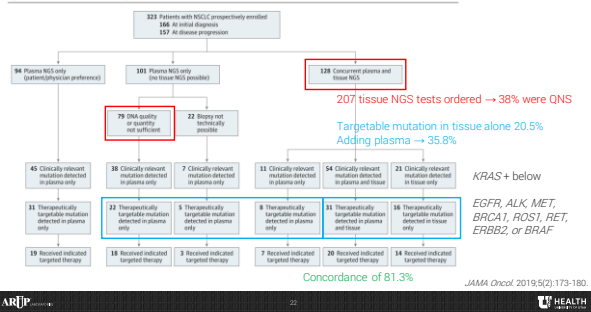 323 Patients with NSCLC prospectively enrolled
166 At initial diagnosis
157 At disease progression
94 Plasma NGS only
(patient/physician preference)
101 Plasma NGS only
(no tissue NGS possible)
128 Concurrent plasma and
tissue NGS
207 tissue NGS tests ordered → 38% were QNS
79 DNA quality
or quantity
not sufficient
22 Biopsy not
technically
possible
Targetable mutation in tissue alone 20.5%
Adding plasma → 35.8%
45 Clinically relevant
mutation detected
in plasma only
38 Clinically relevant
mutation detected
in plasma only
7 Clinically relevant
mutation detected
in plasma only
11 Clinically relevant
mutation detected
in plasma only
54 Clinically relevant
mutation detected
in plasma and tissue
21 Clinically relevant
mutation detected
in tissue only
KRAS + below
31 Therapeutically
targetable mutation
detected in plasma
only
22 Therapeutically
targetable mutation
detected in plasma
only
5 Therapeutically
targetable mutation
detected in plasma
only
8 Therapeutically
targetable mutation
detected in plasma
only
31 Therapeutically
targetable mutation
detected in plasma
and tissue
16 Therapeutically
targetable mutation
detected in tissue
only
EGFR, ALK, MET,
BRCA1, ROS1, RET,
ERBB2, or BRAF
19 Received indicated
targeted therapy
18 Received indicated
targeted therapy
3 Received indicated
targeted therapy
7 Received indicated
targeted therapy
20 Received indicated
targeted therapy
14 Received indicated
targeted therapy
Concordance of 81.3%
JAMA Oncol. 2019;5(2):173-180.
ARUP LABORATORIES
22
U HEALTH
UNIVERSITY OF UTAH